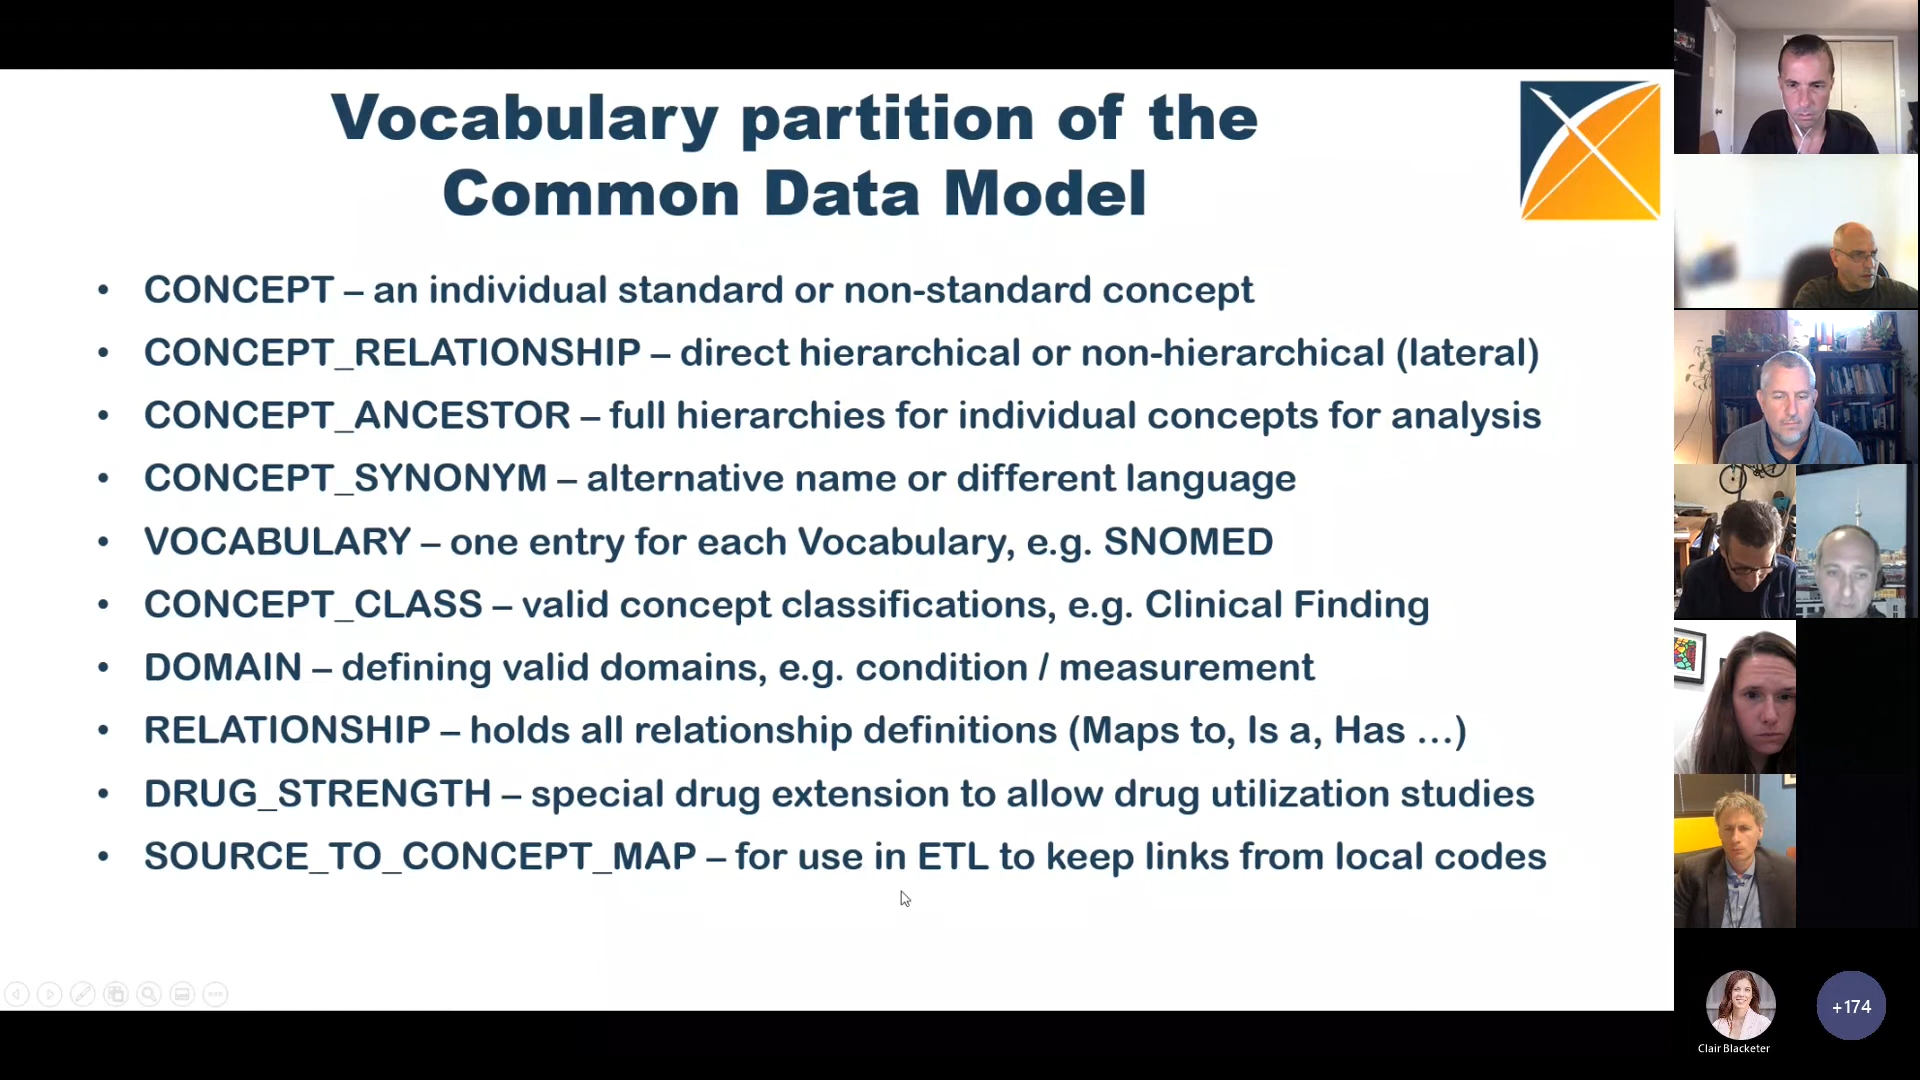 Vocabulary partition of the
Common Data Model
• CONCEPT – an individual standard or non-standard concept
• CONCEPT_RELATIONSHIP – direct hierarchical or non-hierarchical (lateral)
• CONCEPT_ANCESTOR – full hierarchies for individual concepts for analysis
• CONCEPT_SYNONYM – alternative name or different language
• VOCABULARY – one entry for each Vocabulary, e.g. SNOMED
• CONCEPT_CLASS – valid concept classifications, e.g. Clinical Finding
• DOMAIN – defining valid domains, e.g. condition / measurement
• RELATIONSHIP – holds all relationship definitions (Maps to, Is a, Has …)
• DRUG_STRENGTH – special drug extension to allow drug utilization studies
• SOURCE_TO_CONCEPT_MAP – for use in ETL to keep links from local codes
+174
Clair Blacketer